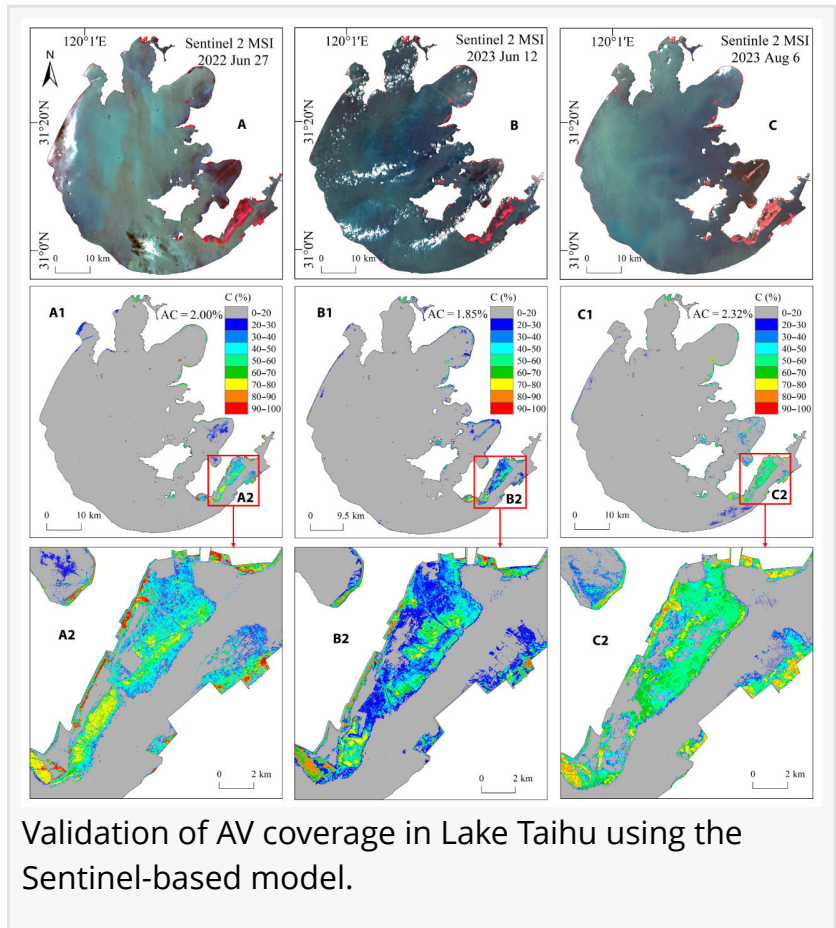 120°1′E
Sentinel 2 MSI
2022 Jun 27
N
31°20′N
A
31°0′N
0 10 km
120°1′E
Sentinel 2 MSI
2023 Jun 12
31°20′N
B
31°0′N
0 10 km
120°1′E
Sentinle 2 MSI
2023 Aug 6
31°20′N
C
31°0′N
0 10 km
A1
AC = 2.00%
C (%)
0–20
20–30
30–40
40–50
50–60
60–70
70–80
80–90
90–100
A2
0 10 km
B1
AC = 1.85%
C (%)
0–20
20–30
30–40
40–50
50–60
60–70
70–80
80–90
90–100
B2
0 9.5 km
C1
AC = 2.32%
C (%)
0–20
20–30
30–40
40–50
50–60
60–70
70–80
80–90
90–100
C2
0 10 km
A2
0 2 km
B2
0 2 km
C2
0 2 km
Validation of AV coverage in Lake Taihu using the
Sentinel-based model.